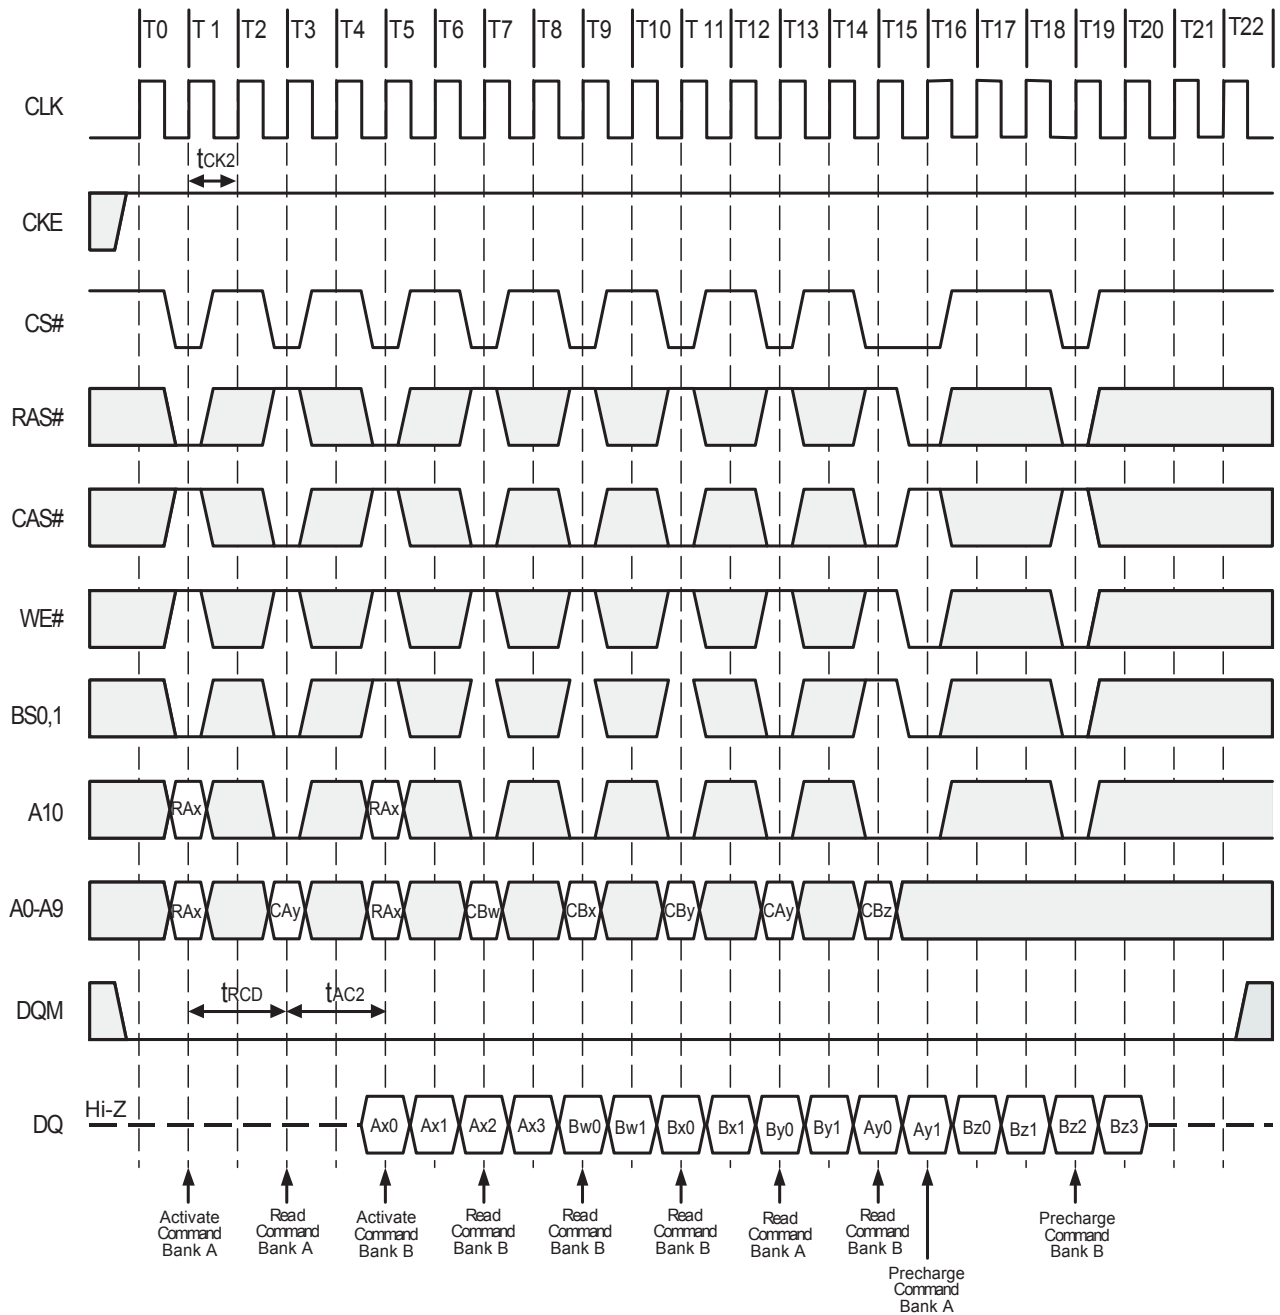 T0 T 1 T2 T3 T4 T5 T6 T7 T8 T9 T10 T 11 T12 T13 T14 T15 T16 T17 T18 T19 T20 T21 T22
CLK
tCK2
CKE
CS#
RAS#
CAS#
WE#
BS0,1
A10 RAx RAx
A0-A9 RAx CAy RAx CBw CBx CBy CAy CBz
DQM tRCD tAC2
DQ Hi-Z Ax0 Ax1 Ax2 Ax3 Bw0 Bw1 Bx0 Bx1 By0 By1 Ay0 Ay1 Bz0 Bz1 Bz2 Bz3
Activate
Command
Bank A
Read
Command
Bank A
Activate
Command
Bank B
Read
Command
Bank B
Read
Command
Bank B
Read
Command
Bank B
Read
Command
Bank A
Read
Command
Bank B
Precharge
Command
Bank A
Precharge
Command
Bank B